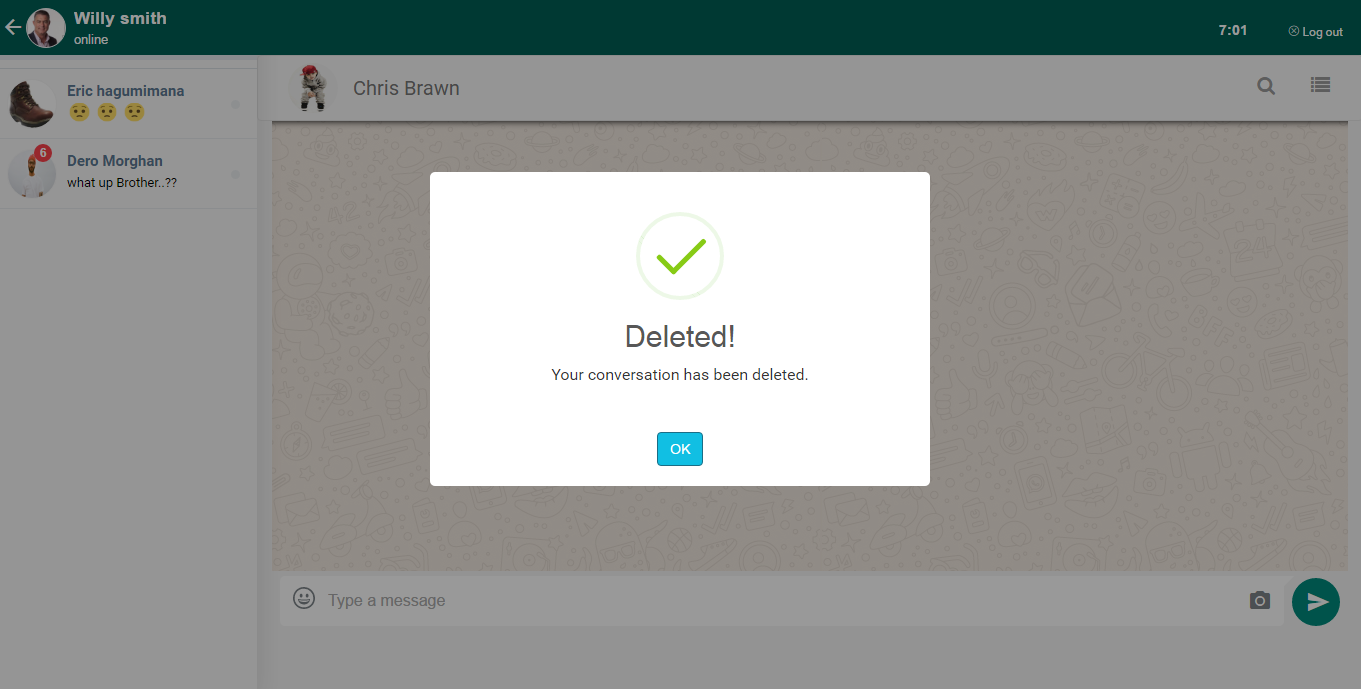 Willy smith
online
7:01
Log out
Eric hagumimana
6
Dero Morghan
what up Brother..??
Chris Brawn
Deleted!
Your conversation has been deleted.
OK
Type a message